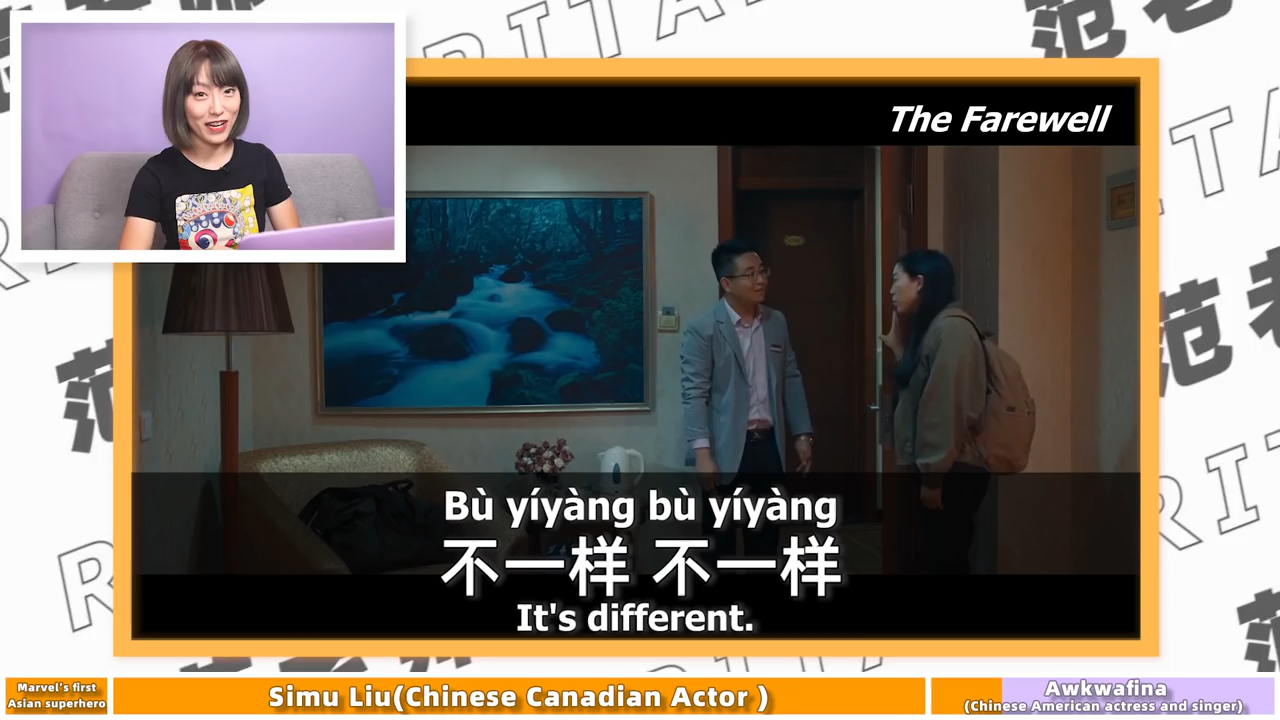 The Farewell
Bù yíyàng bù yíyàng
不一样 不一样
It's different.
Marvel's first
Asian superhero
Simu Liu(Chinese Canadian Actor )
Awkwafina
(Chinese American actress and singer)